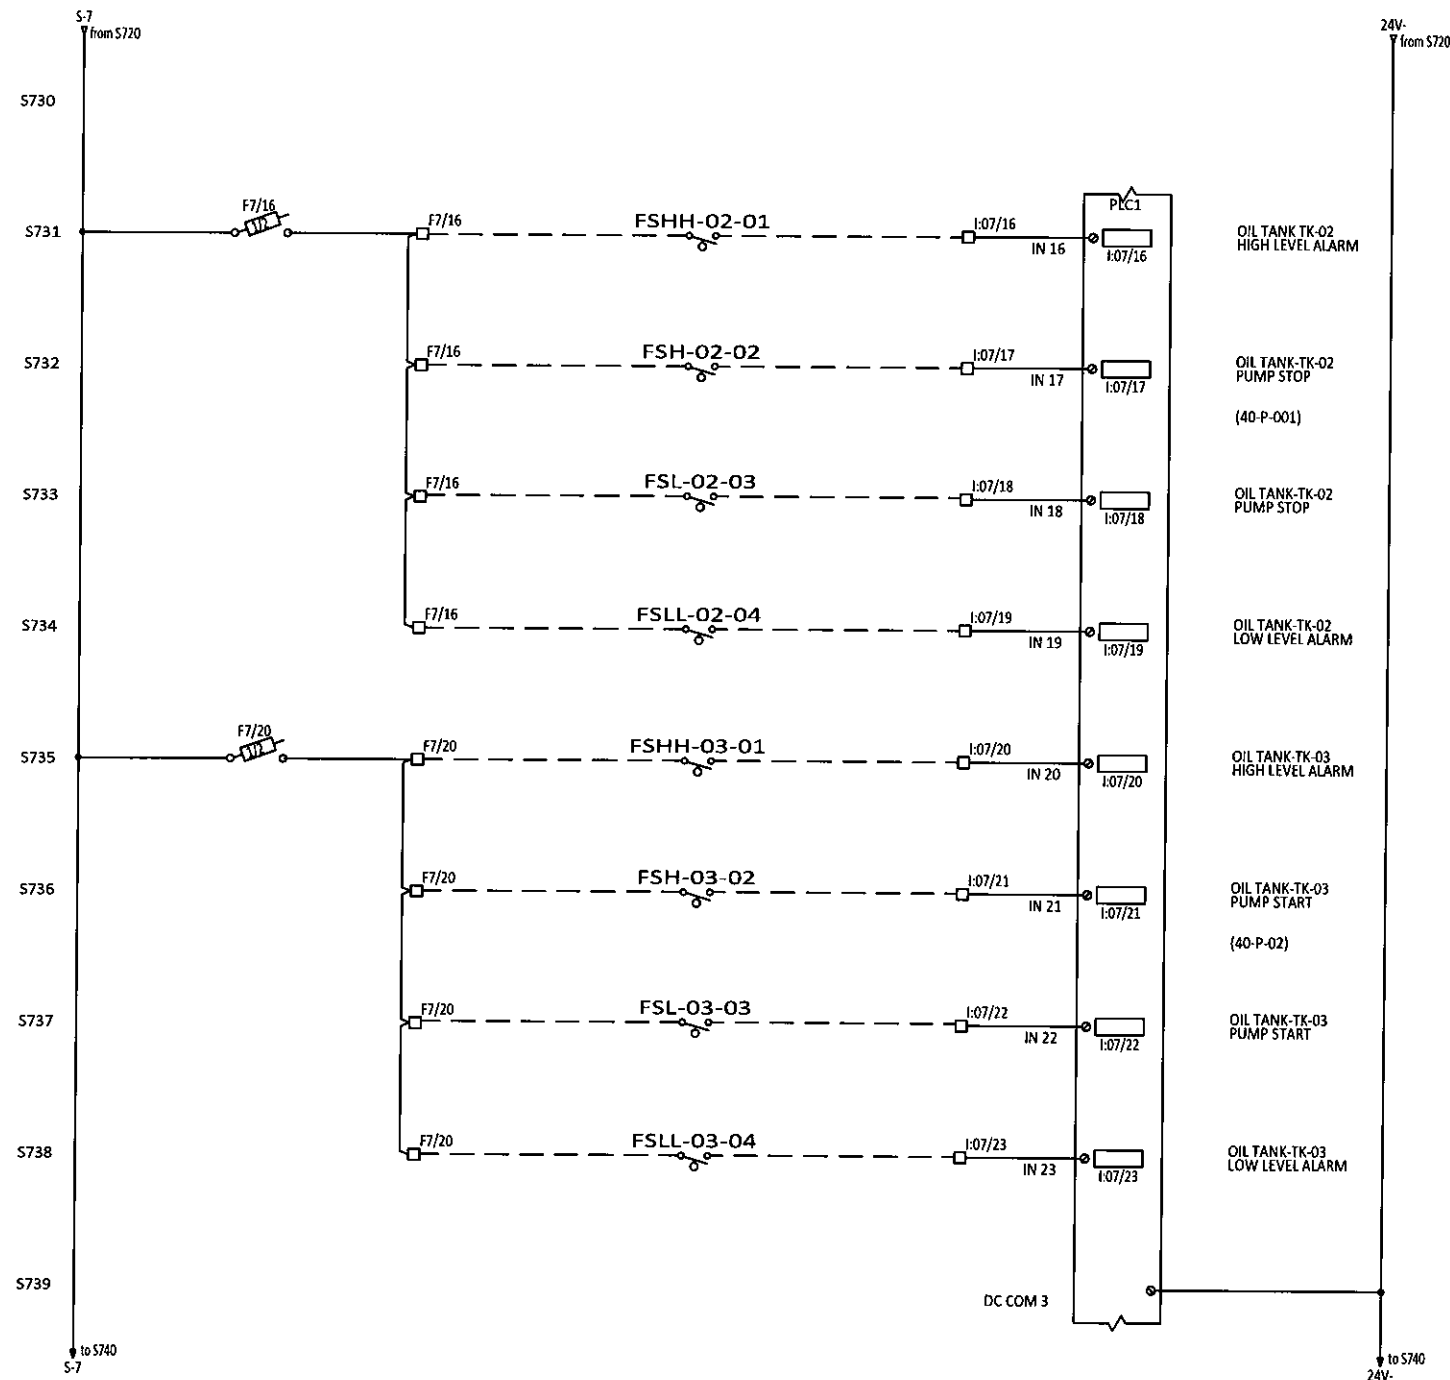 S-7
from S720
24V-
from S720
S730
S731
F7/16
F7/16
FSHH-02-01
I:07/16
IN 16
PLC1
I:07/16
OIL TANK TK-02
HIGH LEVEL ALARM
S732
F7/16
FSH-02-02
I:07/17
IN 17
I:07/17
OIL TANK-TK-02
PUMP STOP
(40-P-001)
S733
F7/16
FSL-02-03
I:07/18
IN 18
I:07/18
OIL TANK-TK-02
PUMP STOP
S734
F7/16
FSLL-02-04
I:07/19
IN 19
I:07/19
OIL TANK-TK-02
LOW LEVEL ALARM
S735
F7/20
F7/20
FSHH-03-01
I:07/20
IN 20
I:07/20
OIL TANK-TK-03
HIGH LEVEL ALARM
S736
F7/20
FSH-03-02
I:07/21
IN 21
I:07/21
OIL TANK-TK-03
PUMP START
(40-P-02)
S737
F7/20
FSL-03-03
I:07/22
IN 22
I:07/22
OIL TANK-TK-03
PUMP START
S738
F7/20
FSLL-03-04
I:07/23
IN 23
I:07/23
OIL TANK-TK-03
LOW LEVEL ALARM
S739
DC COM 3
to S740
S-7
to S740
24V-